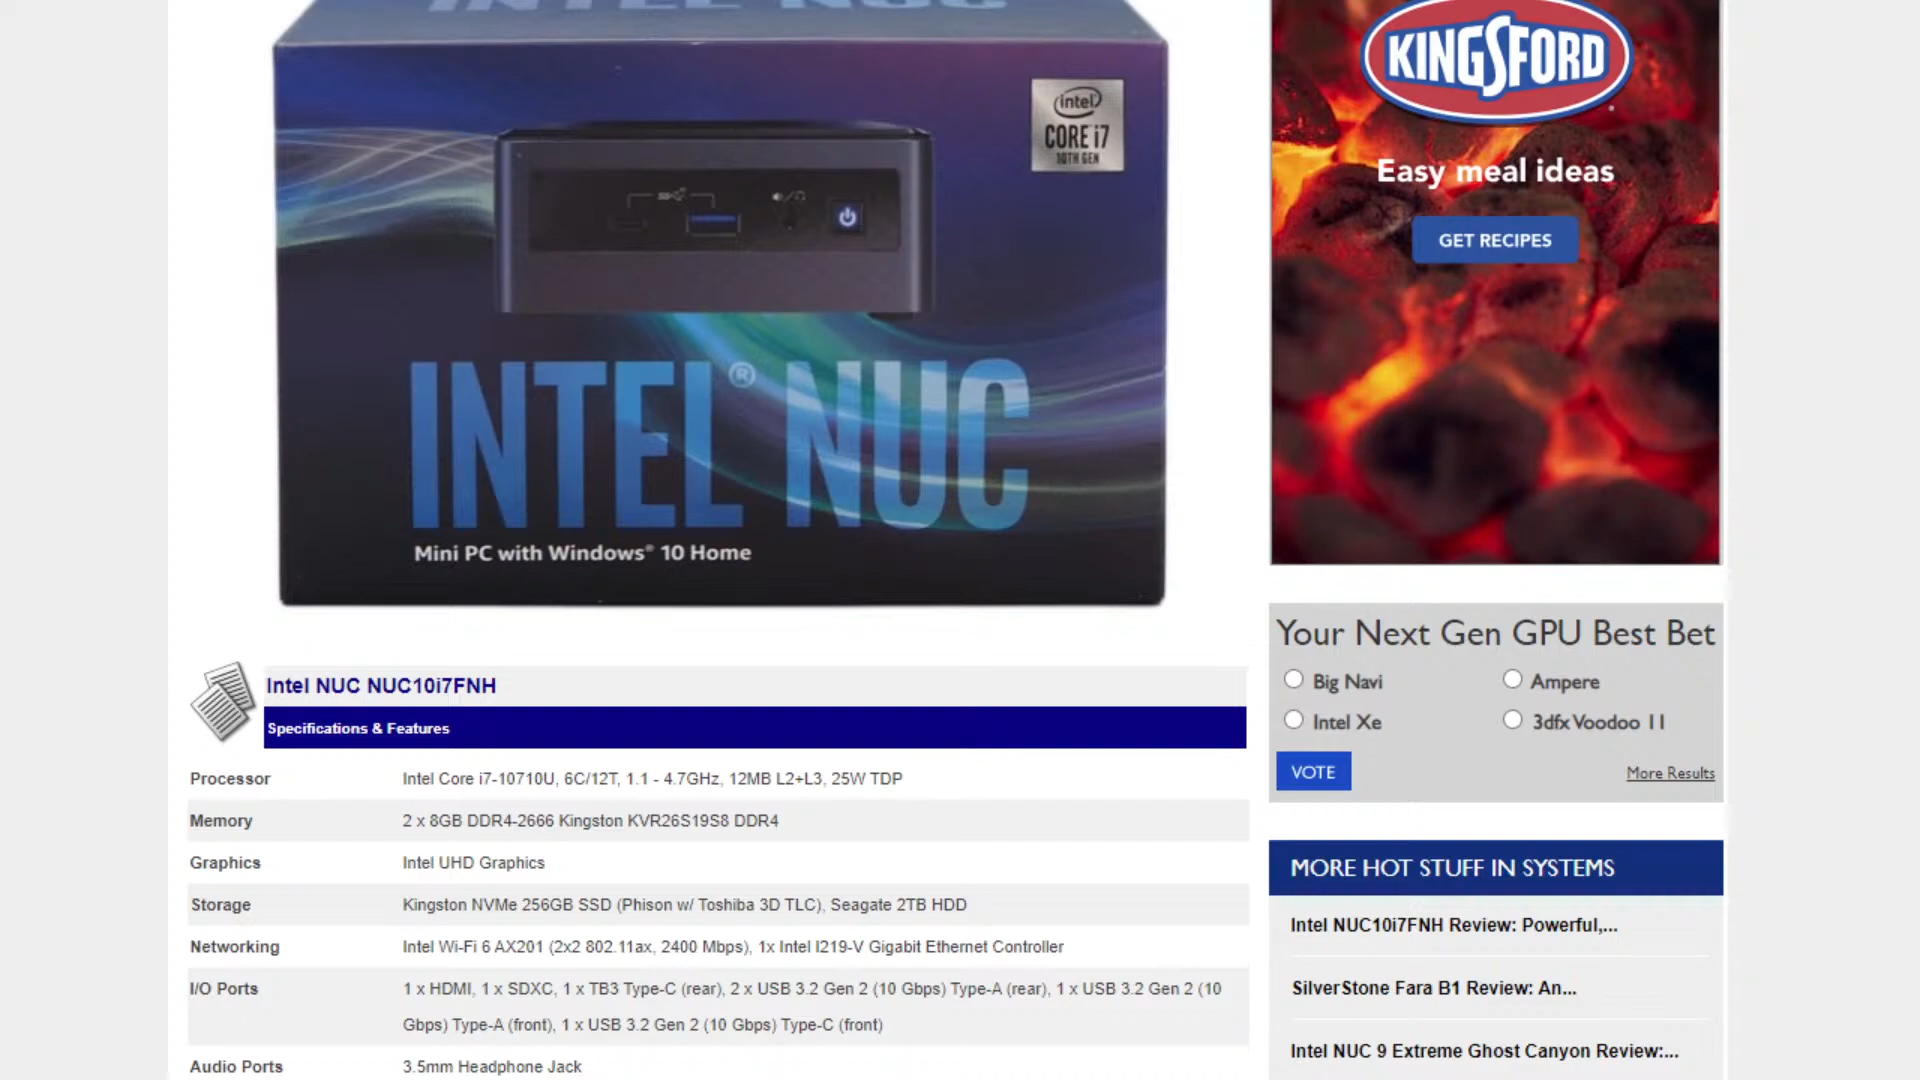 INTEL NUC
intel
CORE i7
10TH GEN
INTEL® NUC
Mini PC with Windows® 10 Home
Intel NUC NUC10i7FNH
Specifications & Features
Processor Intel Core i7-10710U, 6C/12T, 1.1 - 4.7GHz, 12MB L2+L3, 25W TDP
Memory 2 x 8GB DDR4-2666 Kingston KVR26S19S8 DDR4
Graphics Intel UHD Graphics
Storage Kingston NVMe 256GB SSD (Phison w/ Toshiba 3D TLC), Seagate 2TB HDD
Networking Intel Wi-Fi 6 AX201 (2x2 802.11ax, 2400 Mbps), 1x Intel I219-V Gigabit Ethernet Controller
I/O Ports 1 x HDMI, 1 x SDXC, 1 x TB3 Type-C (rear), 2 x USB 3.2 Gen 2 (10 Gbps) Type-A (rear), 1 x USB 3.2 Gen 2 (10
Gbps) Type-A (front), 1 x USB 3.2 Gen 2 (10 Gbps) Type-C (front)
Audio Ports 3.5mm Headphone Jack
KINGSFORD
Easy meal ideas
GET RECIPES
Your Next Gen GPU Best Bet
Big Navi Ampere
Intel Xe 3dfx Voodoo 11
VOTE More Results
MORE HOT STUFF IN SYSTEMS
Intel NUC10i7FNH Review: Powerful,...
SilverStone Fara B1 Review: An...
Intel NUC 9 Extreme Ghost Canyon Review:...